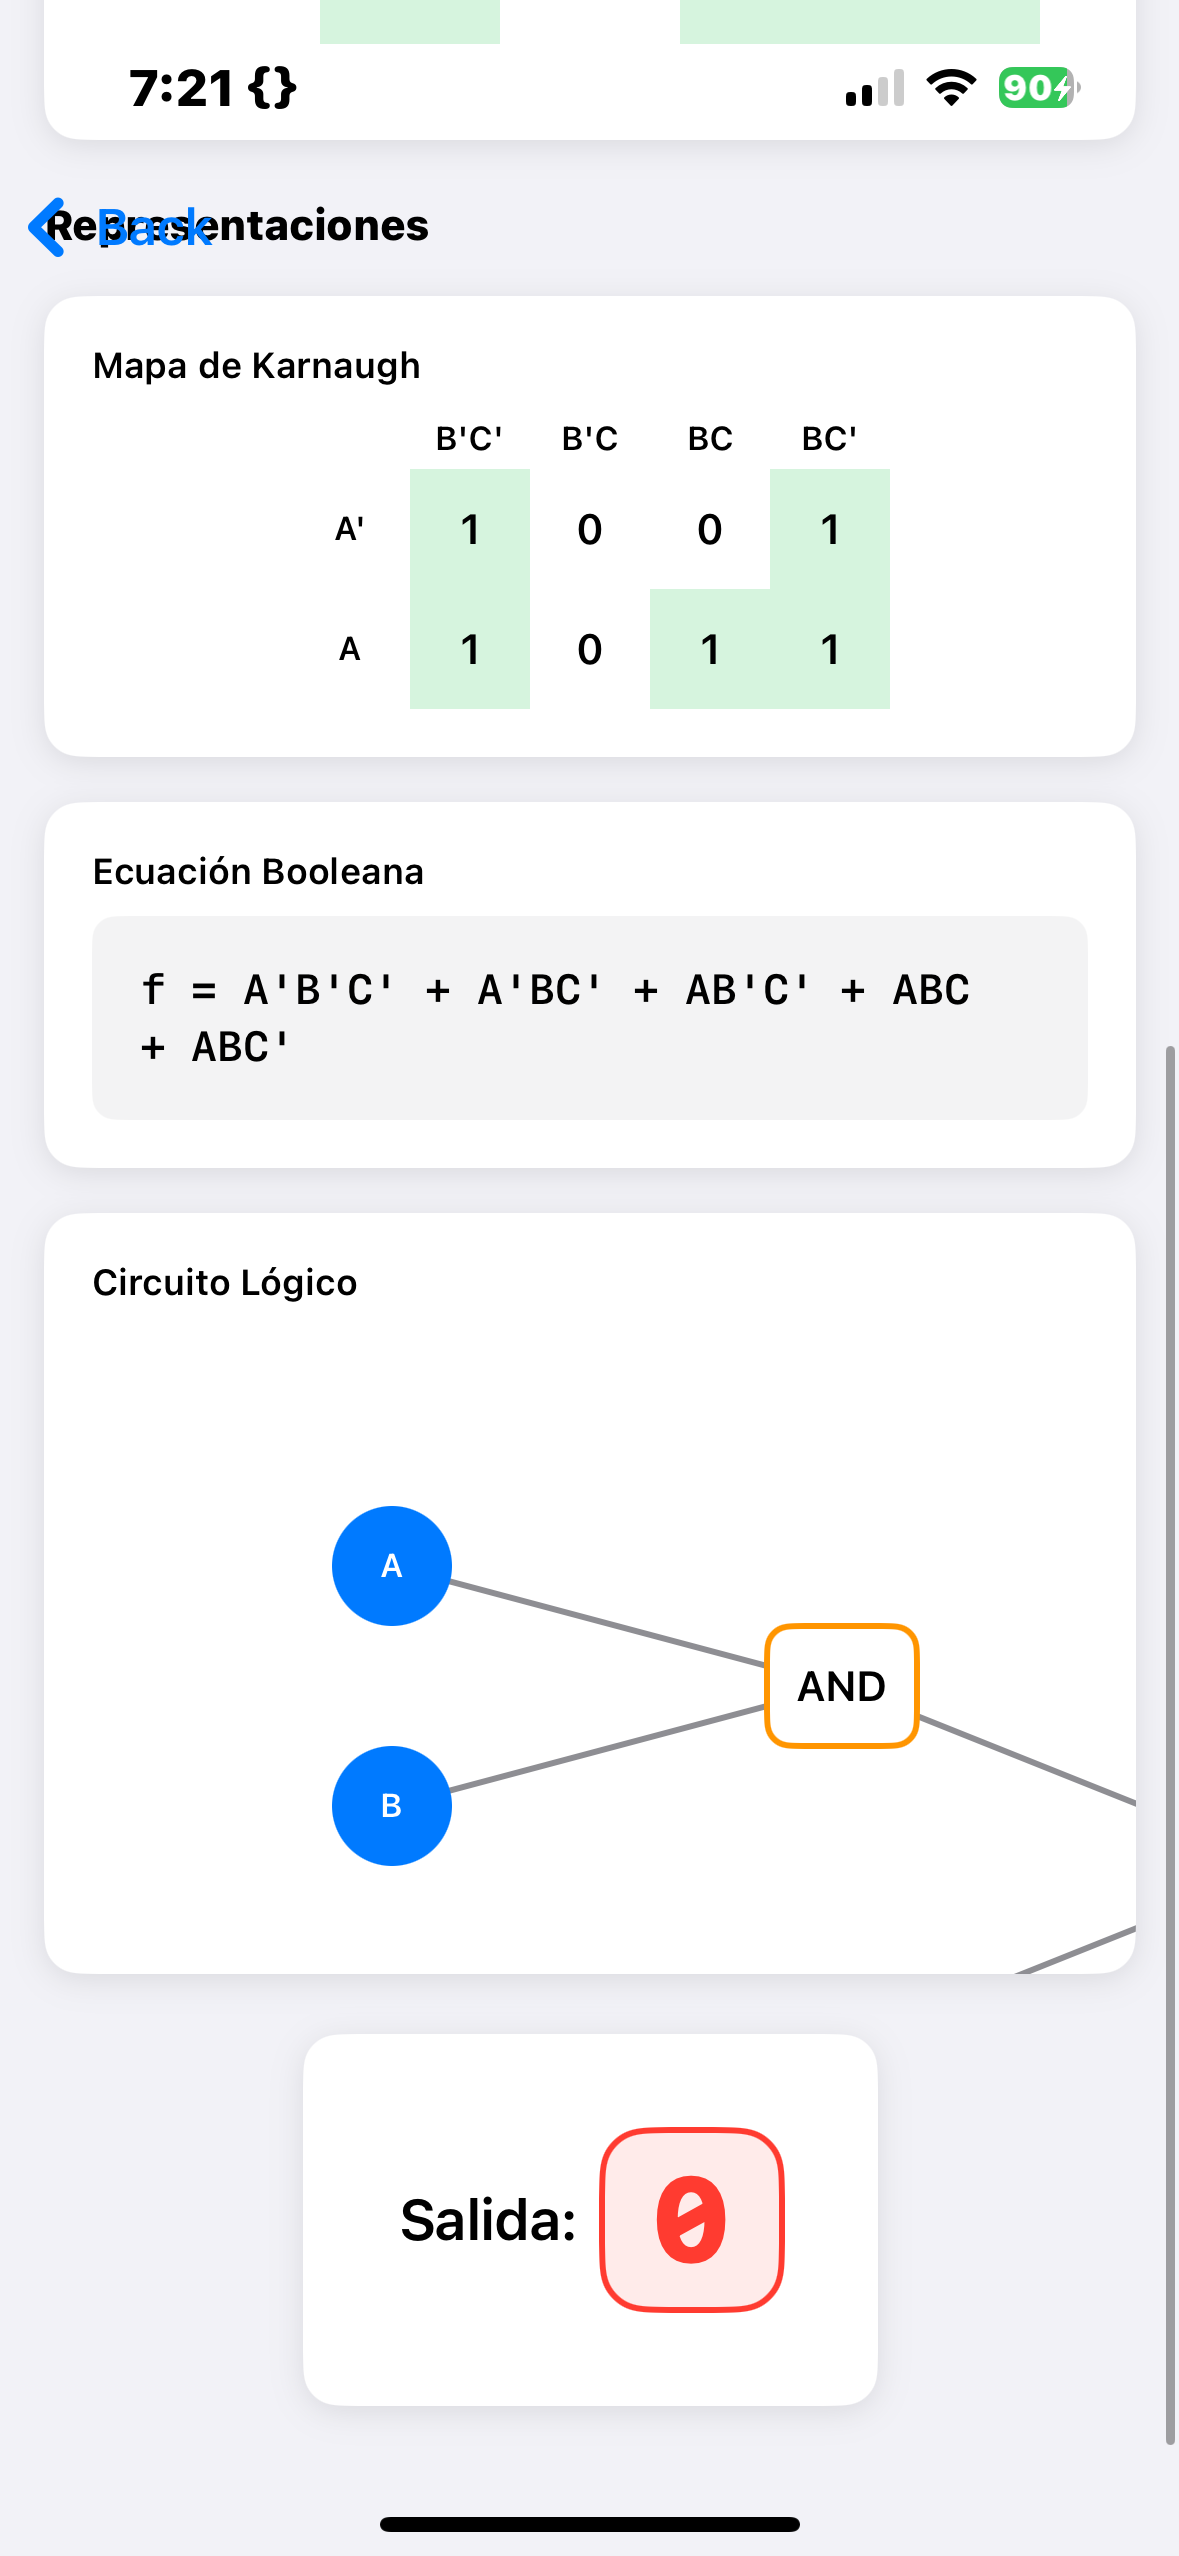 7:21 {}
90
Back
Representaciones
Mapa de Karnaugh
B'C' B'C BC BC'
A' 1 0 0 1
A 1 0 1 1
Ecuación Booleana
f = A'B'C' + A'BC' + AB'C' + ABC
+ ABC'
Circuito Lógico
A
AND
B
Salida: 0